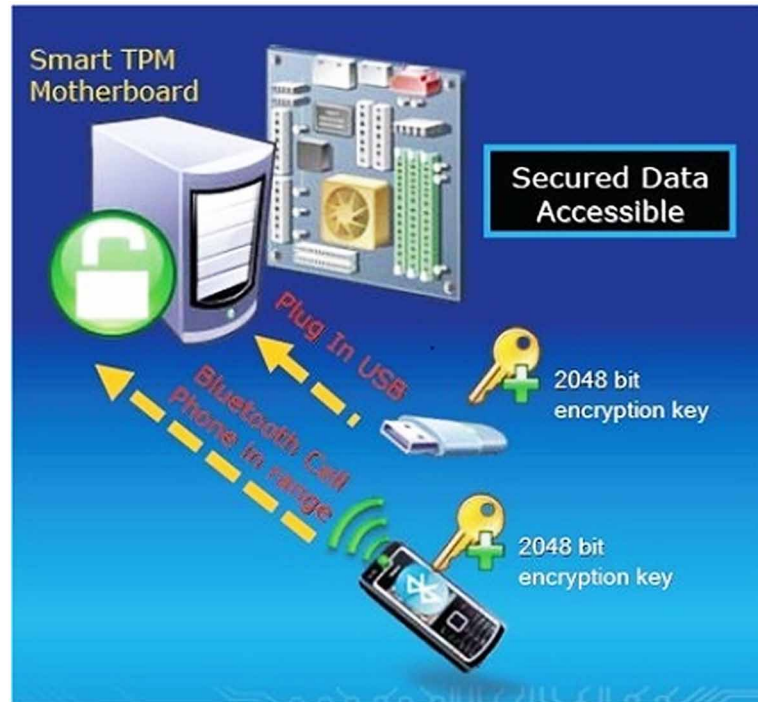 Smart TPM
Motherboard
Secured Data
Accessible
Plug In USB
2048 bit
encryption key
Bluetooth Cell
Phone in range
2048 bit
encryption key